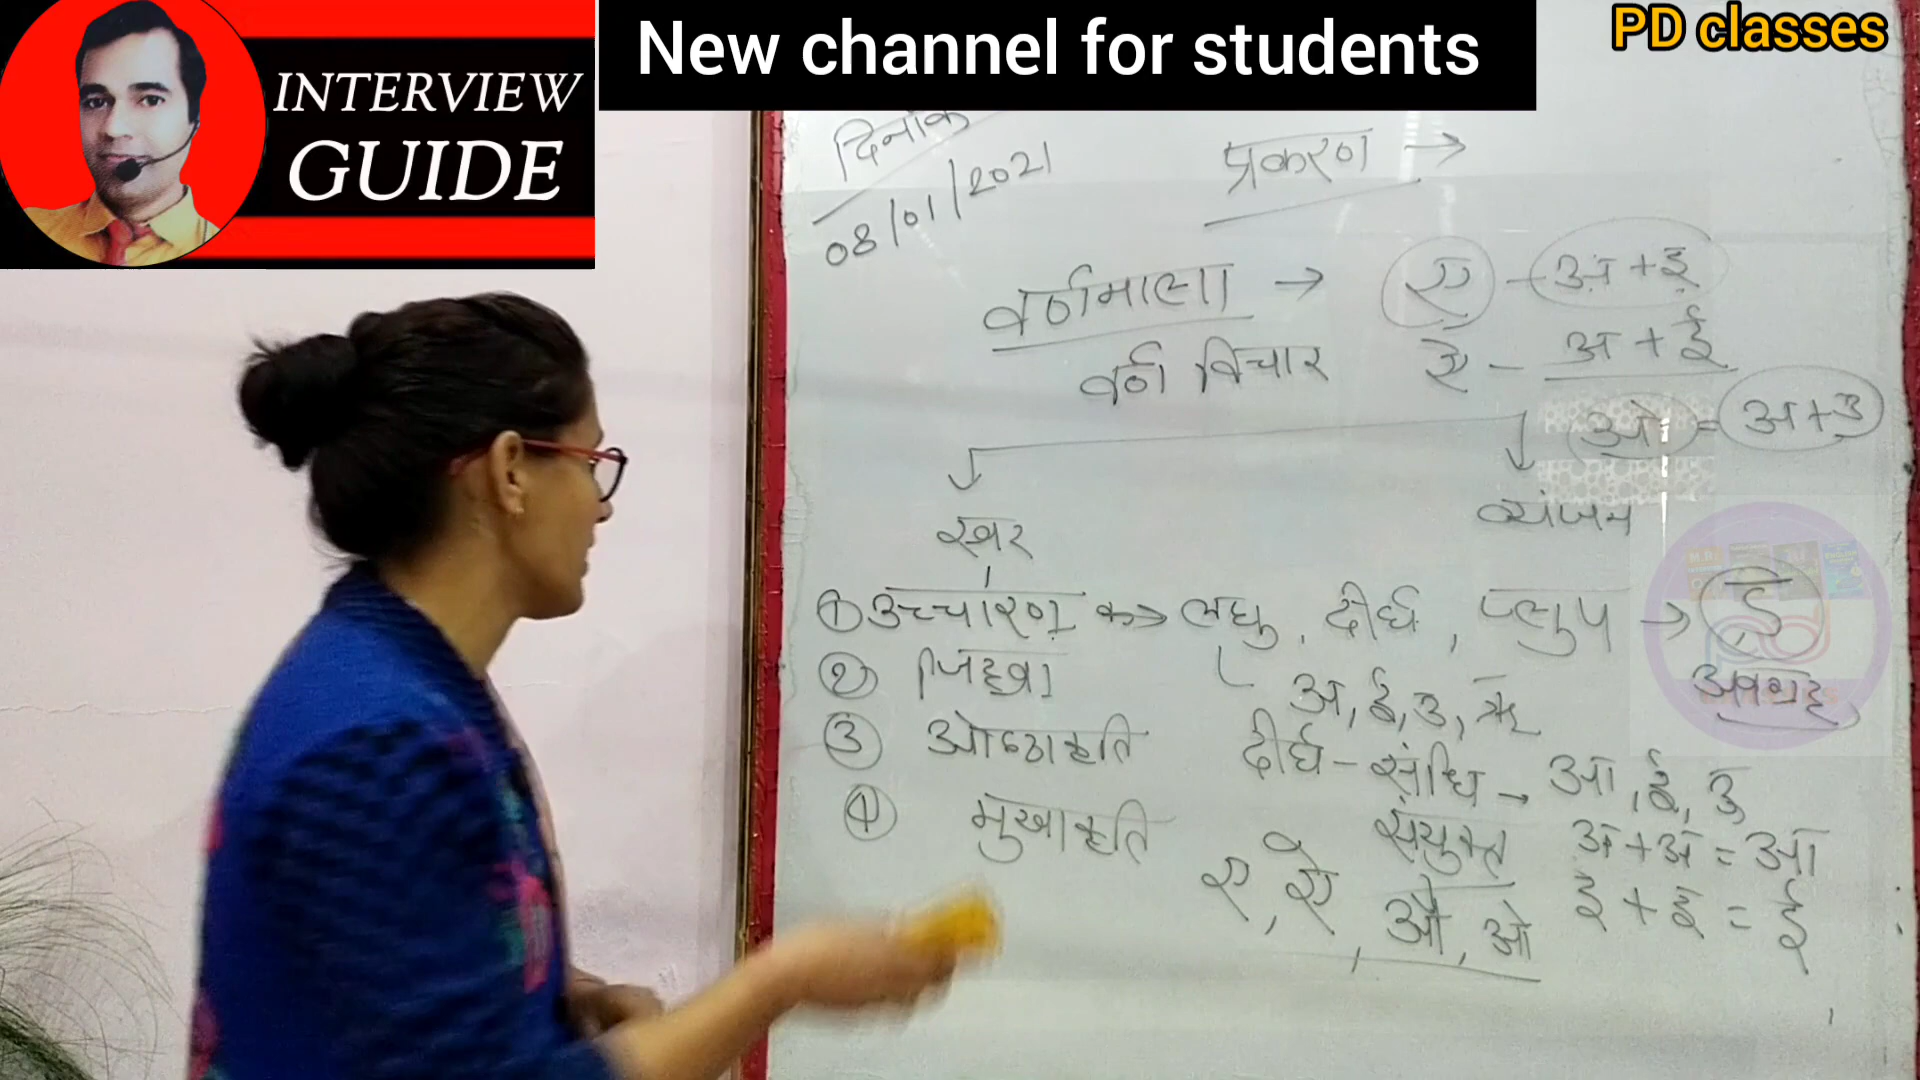 INTERVIEW
GUIDE
New channel for students
PD classes
दिनांक
08/01/2021
प्रकरण →
वर्णमाला → ए - अ + इ
वर्ण विचार ऐ - अ + ई
ओ = अ + उ
स्वर
व्यंजन
① उच्चारण क → लघु, दीर्घ, प्लुप → ऽ
② जिह्वा अ, ई, उ, ऋ अवग्रह
③ ओष्ठाकृति दीर्घ - संधि → आ, ई, उ
④ मुखाकृति संयुक्त अ + अ = आ
ए, ऐ, औ, ओ इ + इ = ई